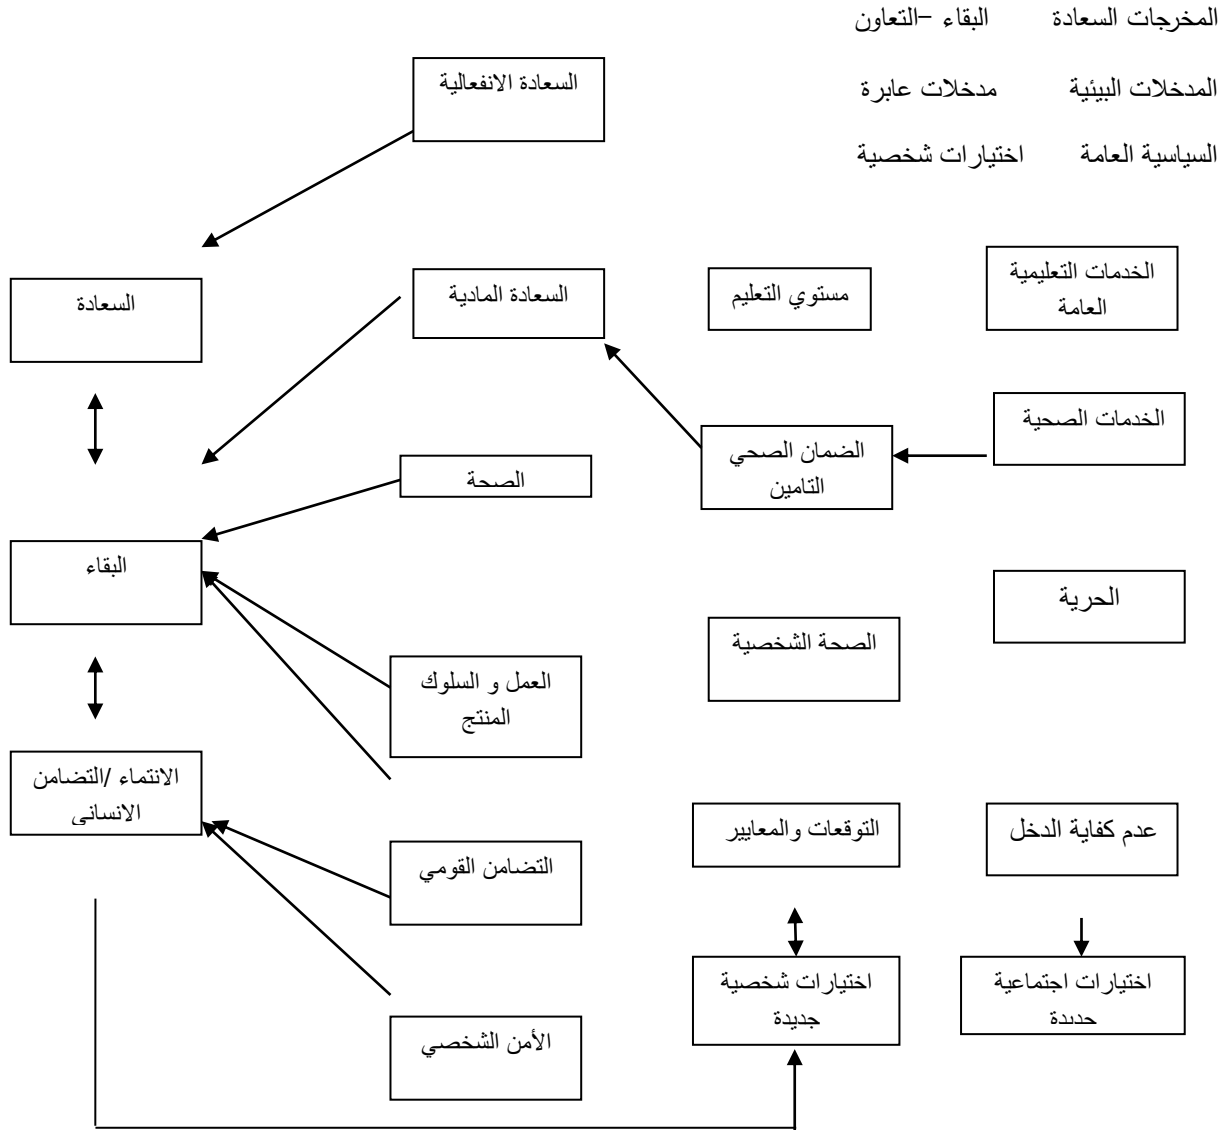 المخرجات السعادة البقاء –التعاون
المدخلات البيئية مدخلات عابرة
السياسية العامة اختيارات شخصية
السعادة الانفعالية
الخدمات التعليمية
العامة
مستوي التعليم
السعادة المادية
السعادة
الخدمات الصحية
الضمان الصحي
التامين
الصحة
البقاء
الحرية
الصحة الشخصية
العمل و السلوك
المنتج
الانتماء /التضامن
الانساني
عدم كفاية الدخل
التوقعات والمعايير
التضامن القومي
اختيارات اجتماعية
جديدة
اختيارات شخصية
جديدة
الأمن الشخصي